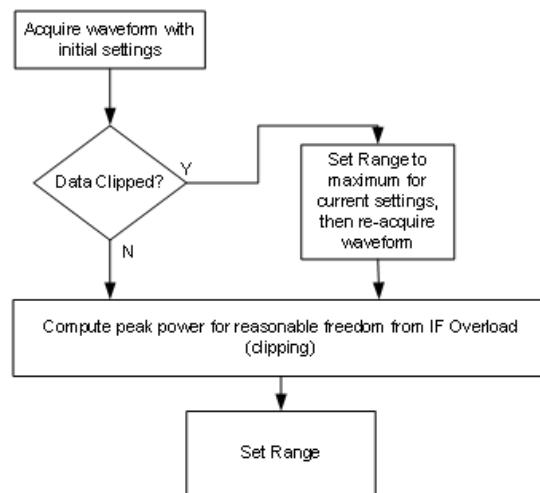 Acquire waveform with
initial settings
Data Clipped?
Y
N
Set Range to
maximum for
current settings,
then re-acquire
waveform
Compute peak power for reasonable freedom from IF Overload
(clipping)
Set Range